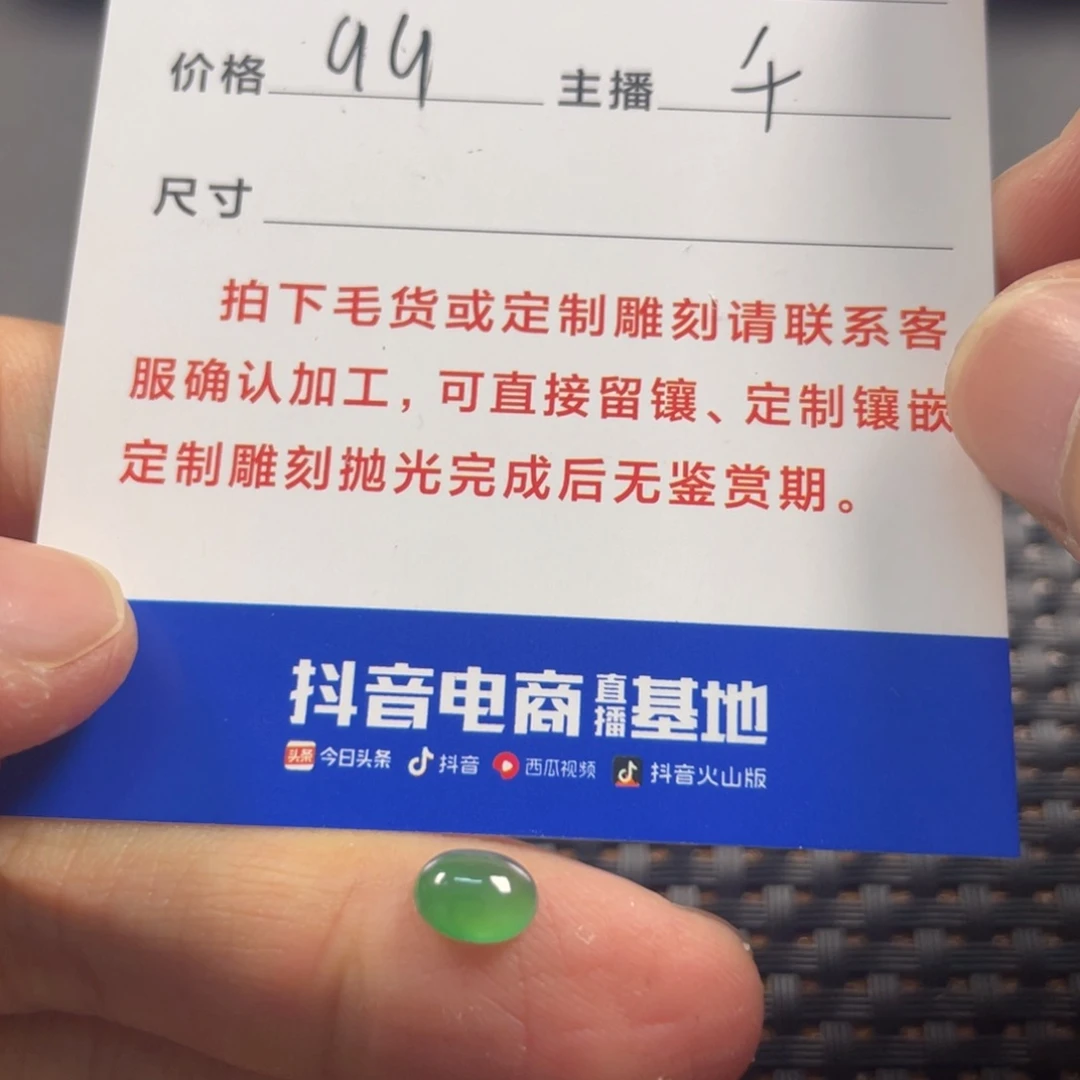 价格 99 主播
尺寸
拍下毛货或定制雕刻请联系客
服确认加工，可直接留镶、定制镶嵌
定制雕刻抛光完成后无鉴赏期。
抖音电商直播基地
头条 今日头条 抖音 西瓜视频 抖音火山版